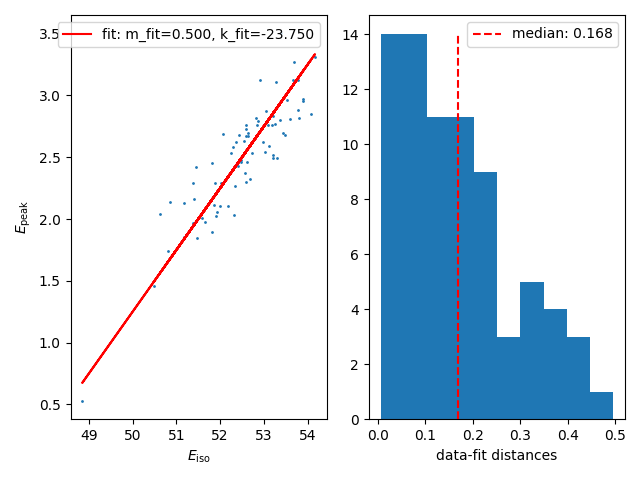 fit: m_fit=0.500, k_fit=-23.750
3.5
3.0
2.5
2.0
1.5
1.0
0.5
E_peak
49 50 51 52 53 54
E_iso
median: 0.168
14
12
10
8
6
4
2
0
0.0 0.1 0.2 0.3 0.4 0.5
data-fit distances